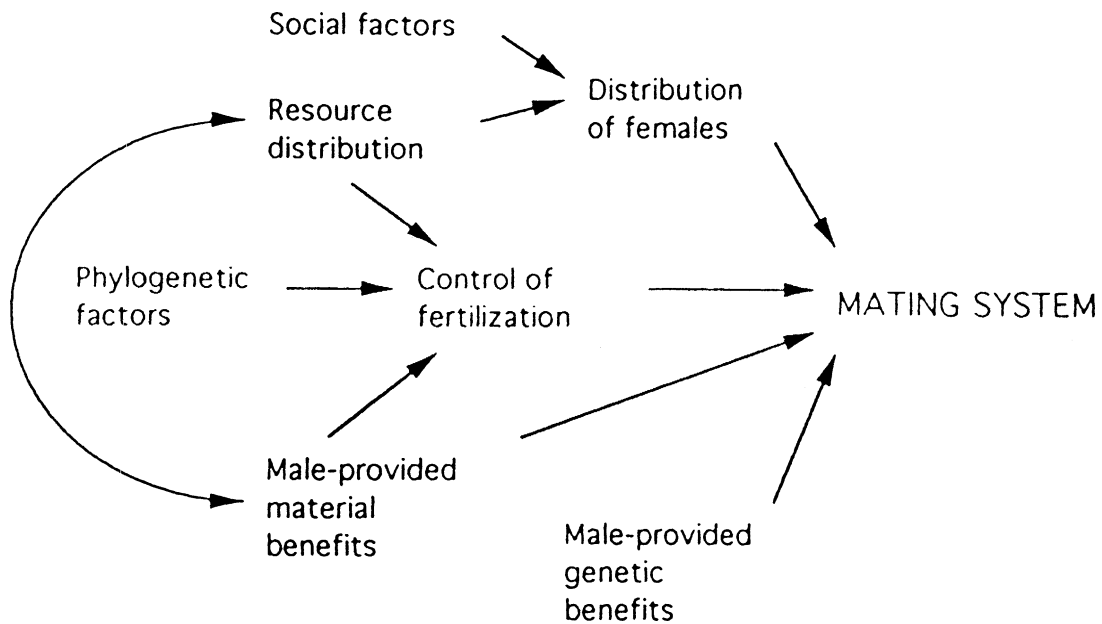 Social factors
Resource
distribution
Distribution
of females
Phylogenetic
factors
Control of
fertilization
MATING SYSTEM
Male-provided
material
benefits
Male-provided
genetic
benefits